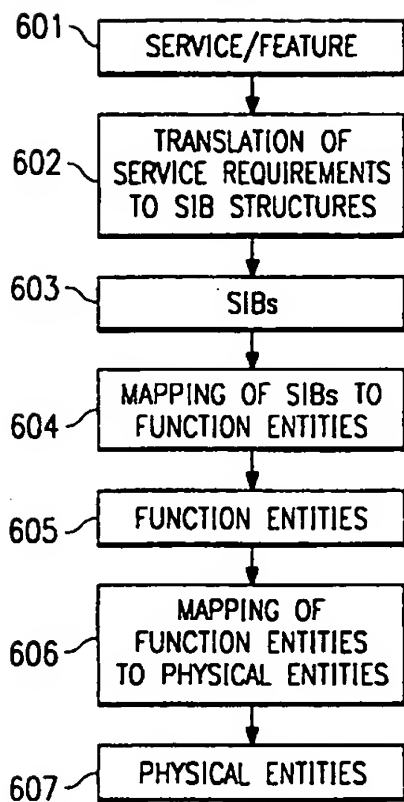 601
SERVICE/FEATURE
602
TRANSLATION OF
SERVICE REQUIREMENTS
TO SIB STRUCTURES
603
SIBs
604
MAPPING OF SIBs TO
FUNCTION ENTITIES
605
FUNCTION ENTITIES
606
MAPPING OF
FUNCTION ENTITIES
TO PHYSICAL ENTITIES
607
PHYSICAL ENTITIES